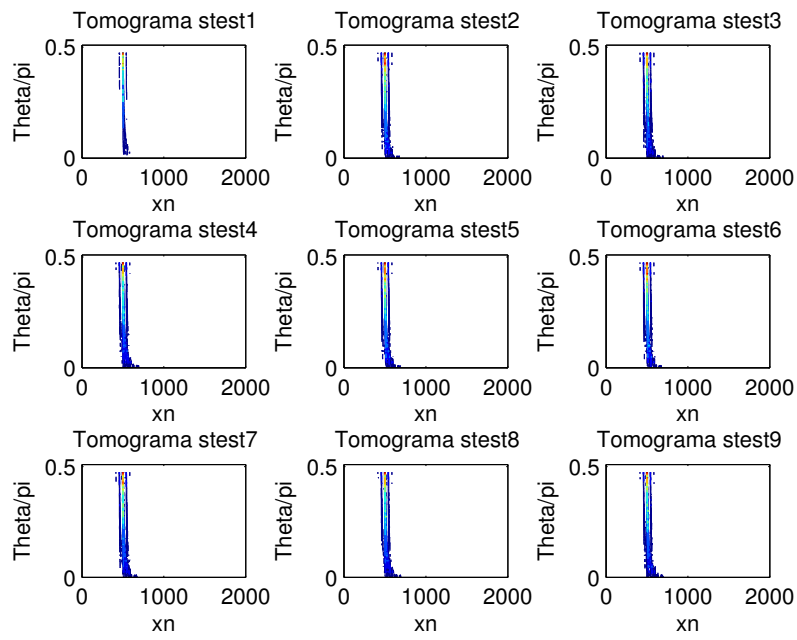 Tomograma stest1 Tomograma stest2 Tomograma stest3
0.5 0.5 0.5
Theta/pi Theta/pi Theta/pi
0 0 0
0 1000 2000 0 1000 2000 0 1000 2000
xn xn xn
Tomograma stest4 Tomograma stest5 Tomograma stest6
0.5 0.5 0.5
Theta/pi Theta/pi Theta/pi
0 0 0
0 1000 2000 0 1000 2000 0 1000 2000
xn xn xn
Tomograma stest7 Tomograma stest8 Tomograma stest9
0.5 0.5 0.5
Theta/pi Theta/pi Theta/pi
0 0 0
0 1000 2000 0 1000 2000 0 1000 2000
xn xn xn